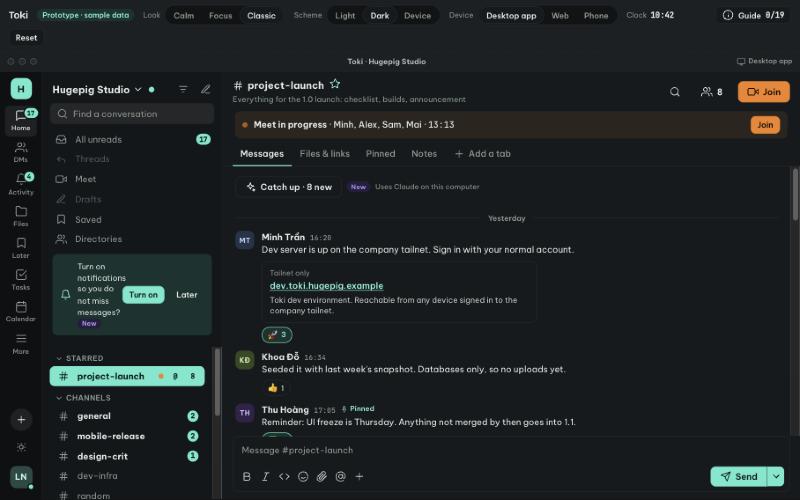 Toki Prototype · sample data Look Calm Focus Classic Scheme Light Dark Device Device Desktop app Web Phone Clock 10:42 Guide 0/19
Reset
Toki · Hugepig Studio Desktop app
H
17
Home
DMs
4
Activity
Files
Later
Tasks
Calendar
More
LN
Hugepig Studio
Find a conversation
All unreads 17
Threads
Meet
Drafts
Saved
Directories
Turn on
notifications
so you do
not miss
messages?
New
Turn on Later
STARRED
# project-launch 8
CHANNELS
# general 2
# mobile-release 2
# design-crit 1
# dev-infra
# random
# project-launch
Everything for the 1.0 launch: checklist, builds, announcement
8 Join
Meet in progress · Minh, Alex, Sam, Mai · 13:13 Join
Messages Files & links Pinned Notes + Add a tab
Catch up · 8 new New Uses Claude on this computer
Yesterday
MT Minh Trần 16:20
Dev server is up on the company tailnet. Sign in with your normal account.
Tailnet only
dev.toki.hugepig.example
Toki dev environment. Reachable from any device signed in to the
company tailnet.
🚀 3
KĐ Khoa Đỗ 16:34
Seeded it with last week's snapshot. Databases only, so no uploads yet.
👍 1
TH Thu Hoàng 17:05 Pinned
Reminder: UI freeze is Thursday. Anything not merged by then goes into 1.1.
Message #project-launch
B I <> @ + Send